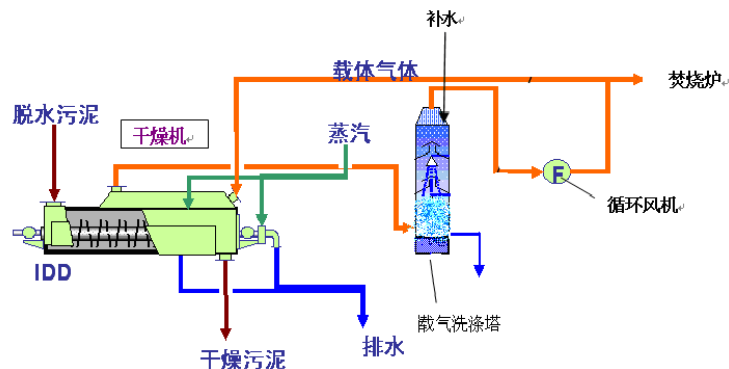 补水
载体气体
焚烧炉
脱水污泥
干燥机
蒸汽
F
循环风机
IDD
戬气洗涤塔
排水
干燥污泥